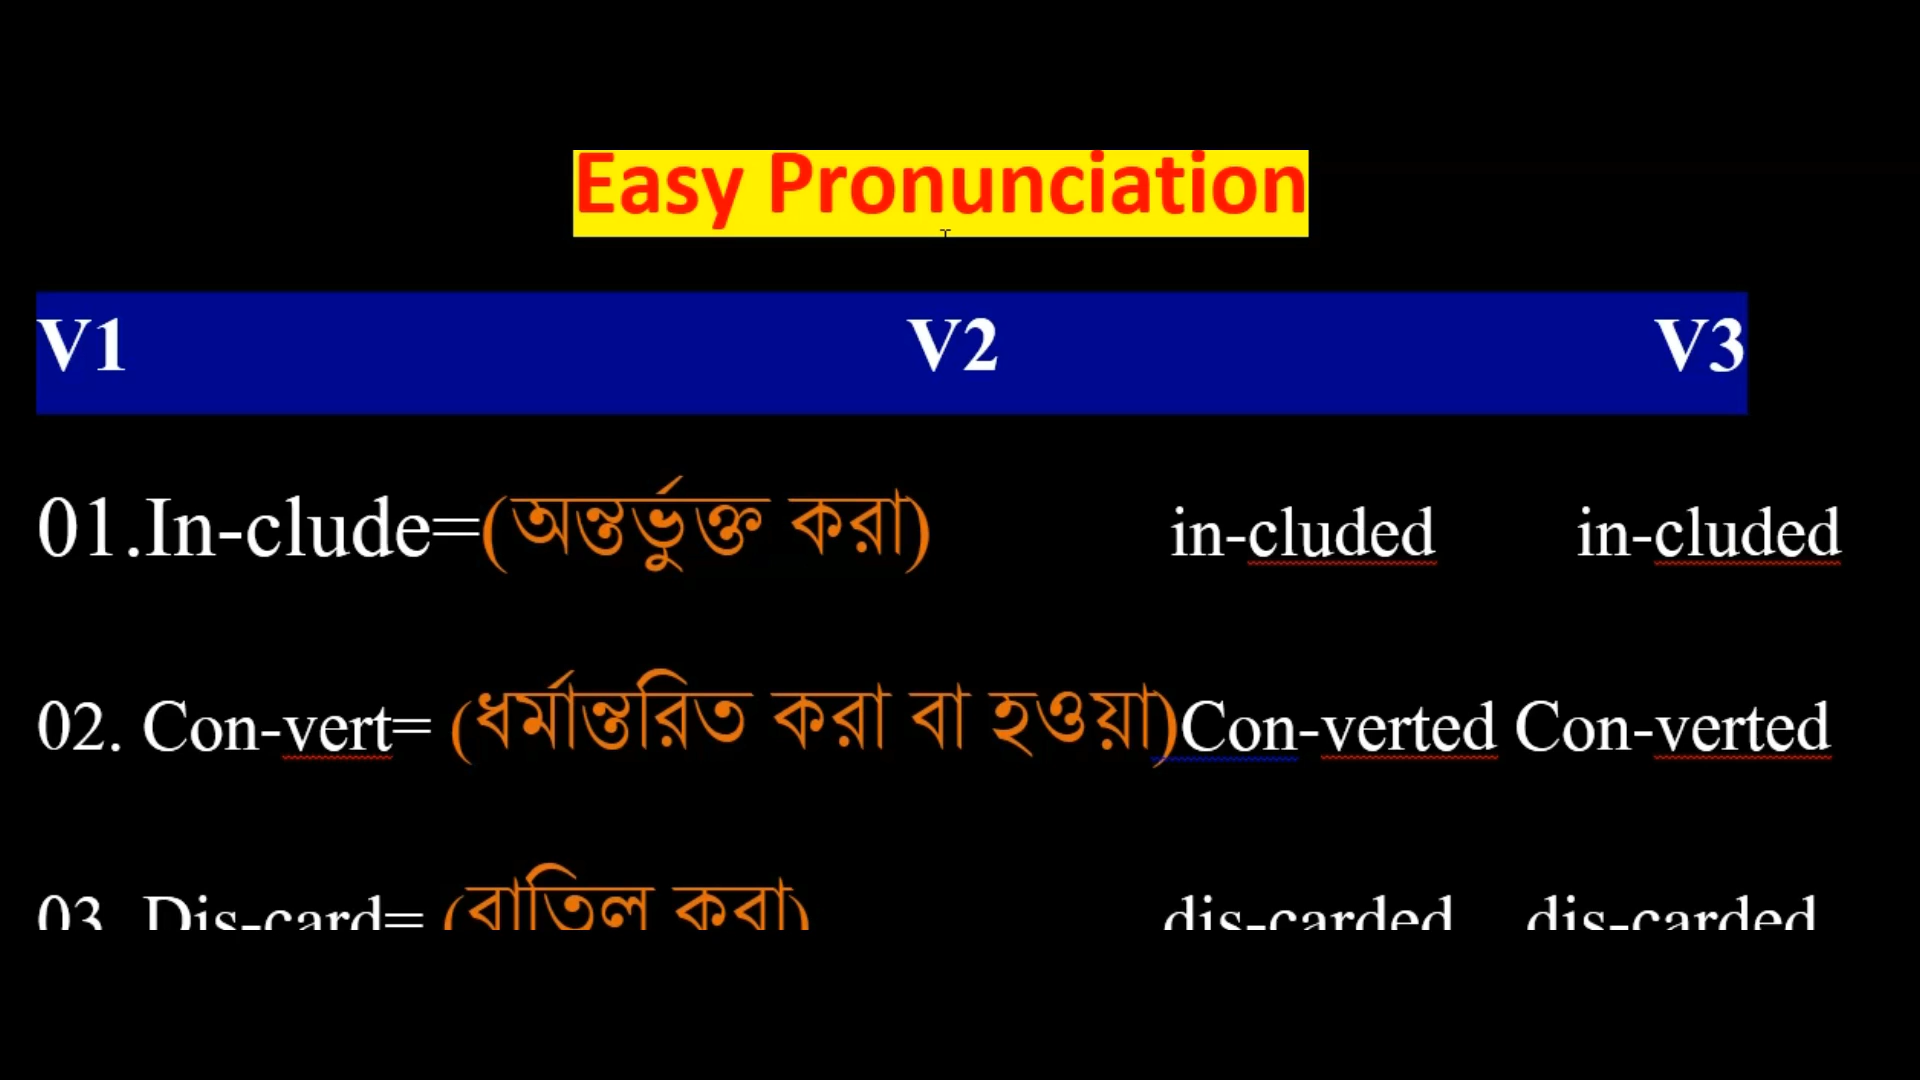 Easy Pronunciation
V1 V2 V3
01.In-clude=(অন্তর্ভুক্ত করা) in-cluded in-cluded
02. Con-vert= (ধর্মান্তরিত করা বা হওয়া)Con-verted Con-verted
03. Dis-card= (বাতিল করা) dis-carded dis-carded